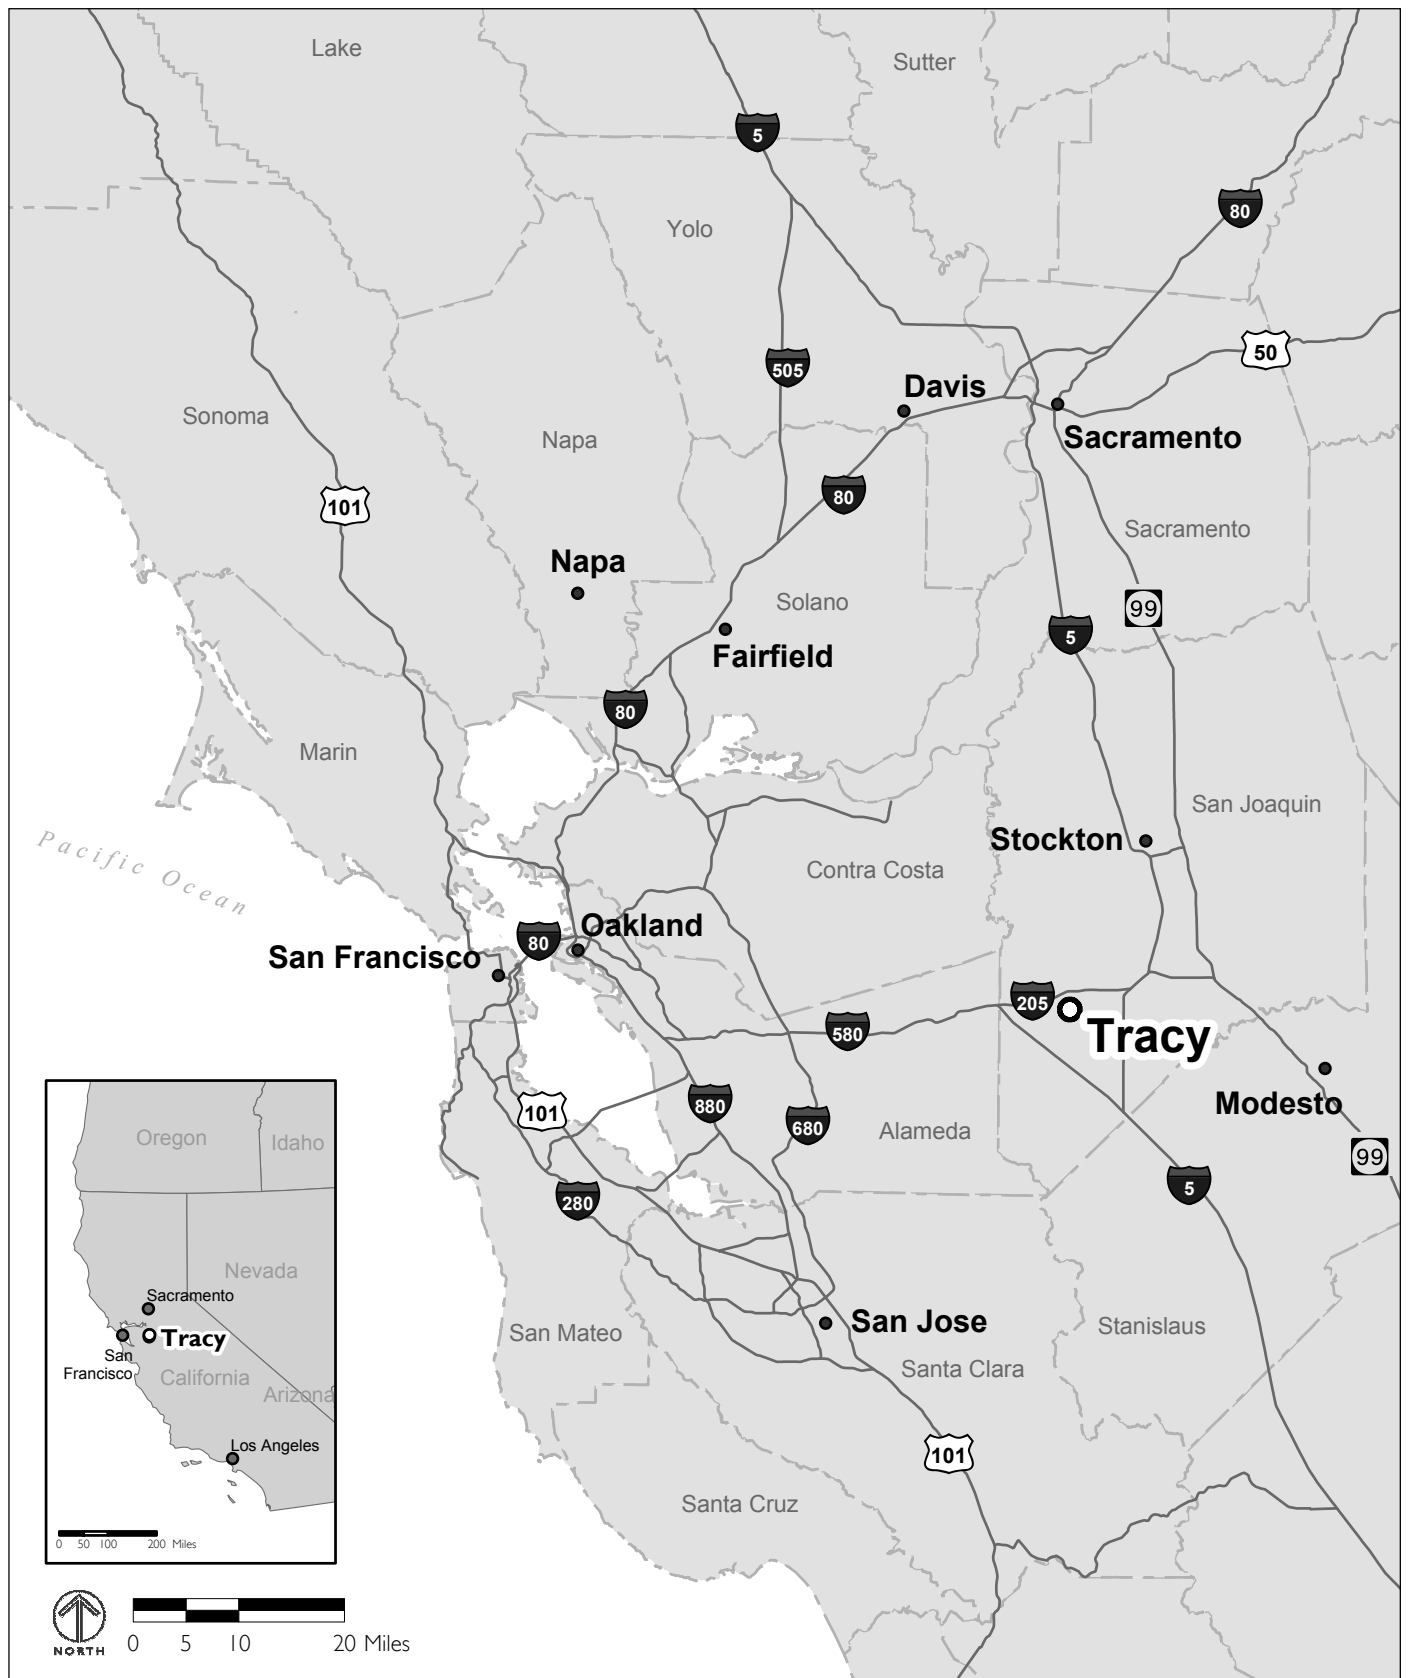 Lake
Sutter
5
80
Yolo
50
505
Davis
Sonoma
Sacramento
Napa
80
101
Sacramento
Napa
Solano
99
5
Fairfield
80
Marin
San Joaquin
Stockton
Pacific Ocean
Contra Costa
Oakland
80
San Francisco
205
580
Tracy
880
Modesto
101
680
Alameda
99
280
5
San Jose
San Mateo
Stanislaus
Santa Clara
101
Santa Cruz
Oregon
Idaho
Nevada
Sacramento
Tracy
San
Francisco
California
Arizona
Los Angeles
0 50 100 200 Miles
NORTH
0 5 10 20 Miles